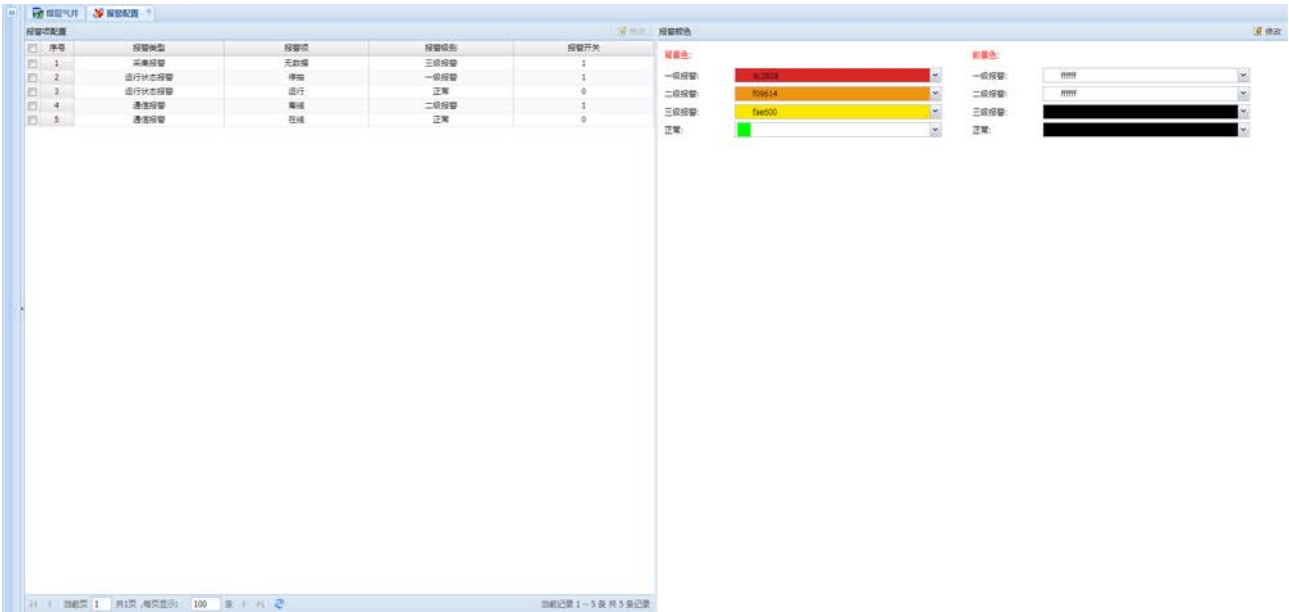 煤层气井 报警配置
报警项配置 修改
序号 报警类型 报警项 报警级别 报警开关
1 采集报警 无数据 三级报警 1
2 运行状态报警 停抽 一级报警 1
3 运行状态报警 运行 正常 0
4 通信报警 离线 二级报警 1
5 通信报警 在线 正常 0
当前页 1 共1页 ,每页显示: 100 条
当前记录 1 -- 5 条 共 5 条记录
报警颜色 修改
背景色: 前景色:
一级报警: dc2828 一级报警: ffffff
二级报警: f09614 二级报警: ffffff
三级报警: fae600 三级报警:
正常: 正常: